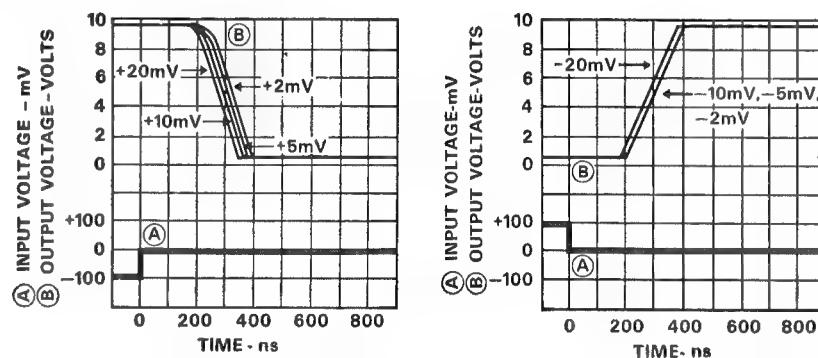 Ⓐ INPUT VOLTAGE - mV
Ⓑ OUTPUT VOLTAGE-VOLTS
10
8
6
4
2
0
+100
0
-100
Ⓑ
+20mV
+2mV
+10mV
+5mV
Ⓐ
0 200 400 600 800
TIME - ns
Ⓐ INPUT VOLTAGE-mV
Ⓑ OUTPUT VOLTAGE-VOLTS
10
8
6
4
2
0
+100
0
-100
-20mV
-10mV, -5mV,
-2mV
Ⓑ
Ⓐ
0 200 400 600 800
TIME - ns